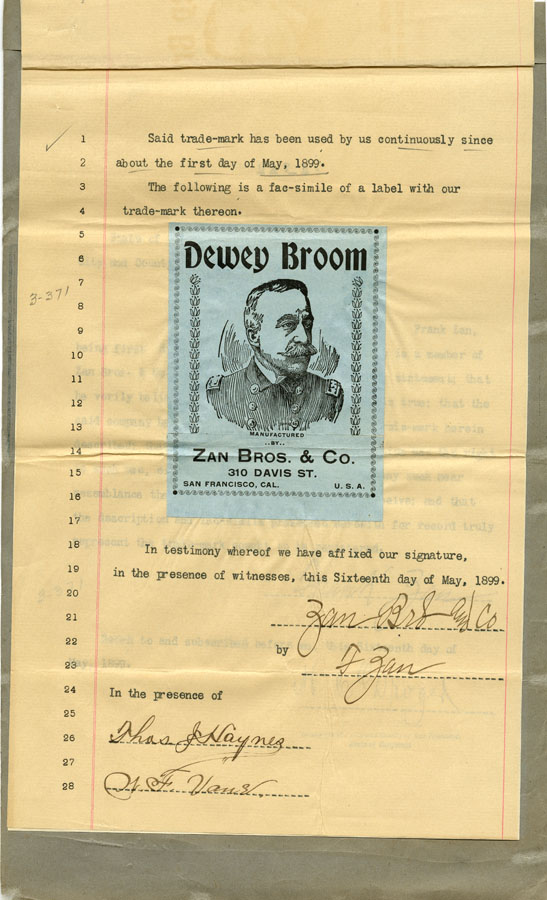 1 Said trade-mark has been used by us continuously since
2 about the first day of May, 1899.
3 The following is a fac-simile of a label with our
4 trade-mark thereon.
5
6
7
3-371
8
9
10
11
12
13
14
15
16
17
Dewey Broom
MANUFACTURED
..BY..
ZAN BROS. & CO.
310 DAVIS ST.
SAN FRANCISCO, CAL. U.S.A.
18 In testimony whereof we have affixed our signature,
19 in the presence of witnesses, this Sixteenth day of May, 1899.
20
21 Zan Bros and Co
22 by
23 F Zan
24 In the presence of
25
26 Thos J Haynes
27
28